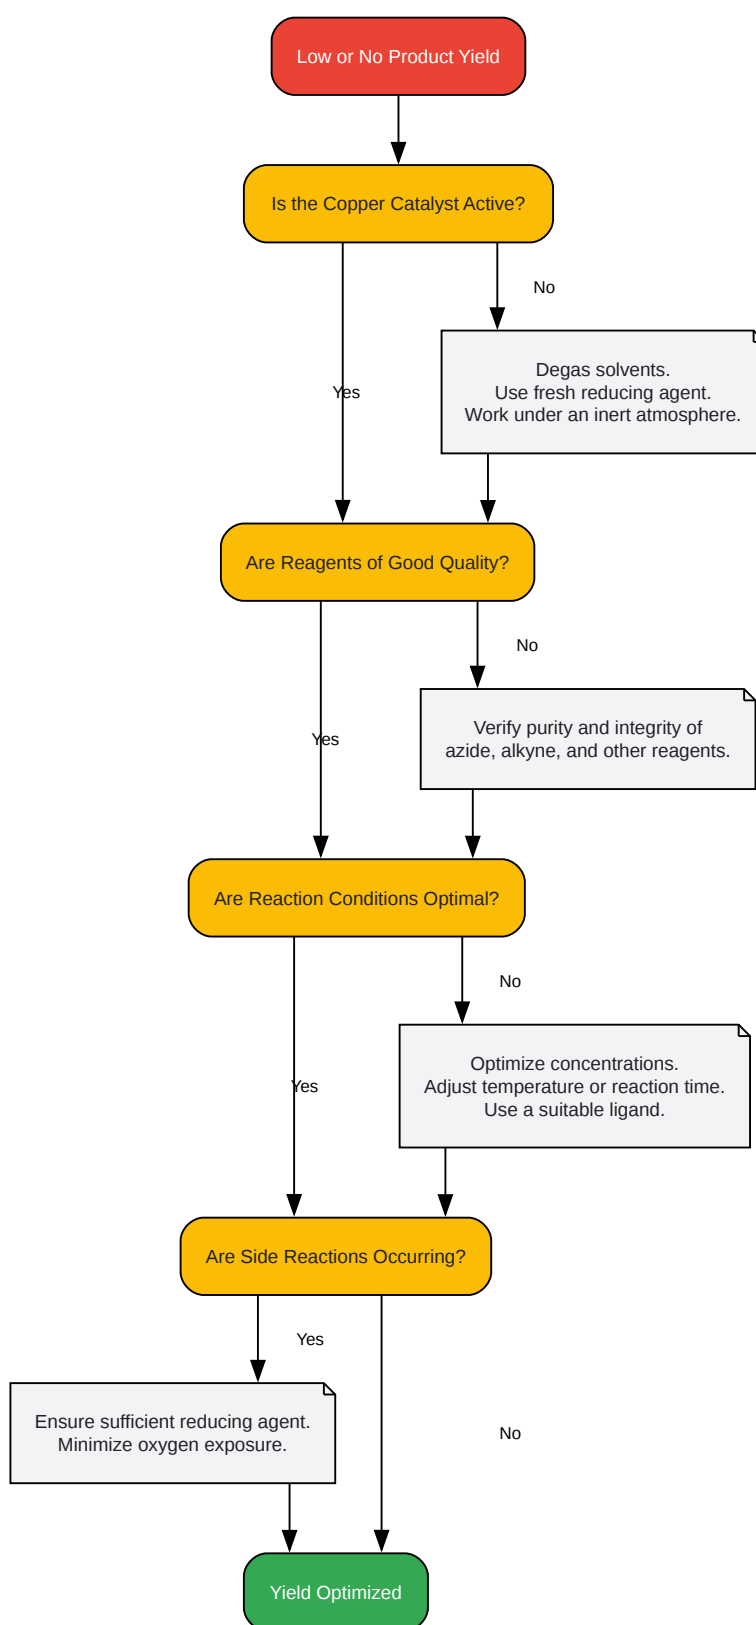 Low or No Product Yield
Is the Copper Catalyst Active?
No
Degas solvents.
Use fresh reducing agent.
Work under an inert atmosphere.
Yes
Are Reagents of Good Quality?
No
Verify purity and integrity of
azide, alkyne, and other reagents.
Yes
Are Reaction Conditions Optimal?
No
Optimize concentrations.
Adjust temperature or reaction time.
Use a suitable ligand.
Yes
Are Side Reactions Occurring?
Yes
Ensure sufficient reducing agent.
Minimize oxygen exposure.
No
Yield Optimized